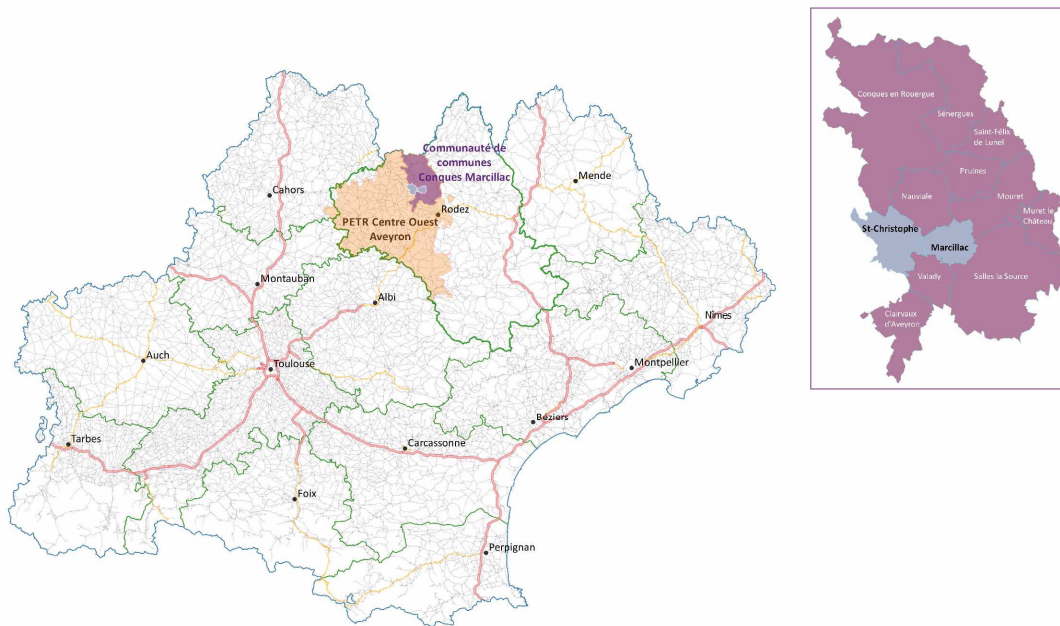 Communauté de
communes
Conques Marcillac
Mende
Cahors
Rodez
PETR Centre Ouest
Aveyron
Montauban
Albi
Nîmes
Auch
Toulouse
Montpellier
Béziers
Tarbes
Carcassonne
Foix
Perpignan
Conques en Rouergue
Sénergues
Saint-Félix
de Lunel
Pruines
Nauviale
Mouret
Muret le
Château
St-Christophe
Marcillac
Valady
Salles la Source
Clairvaux
d'Aveyron